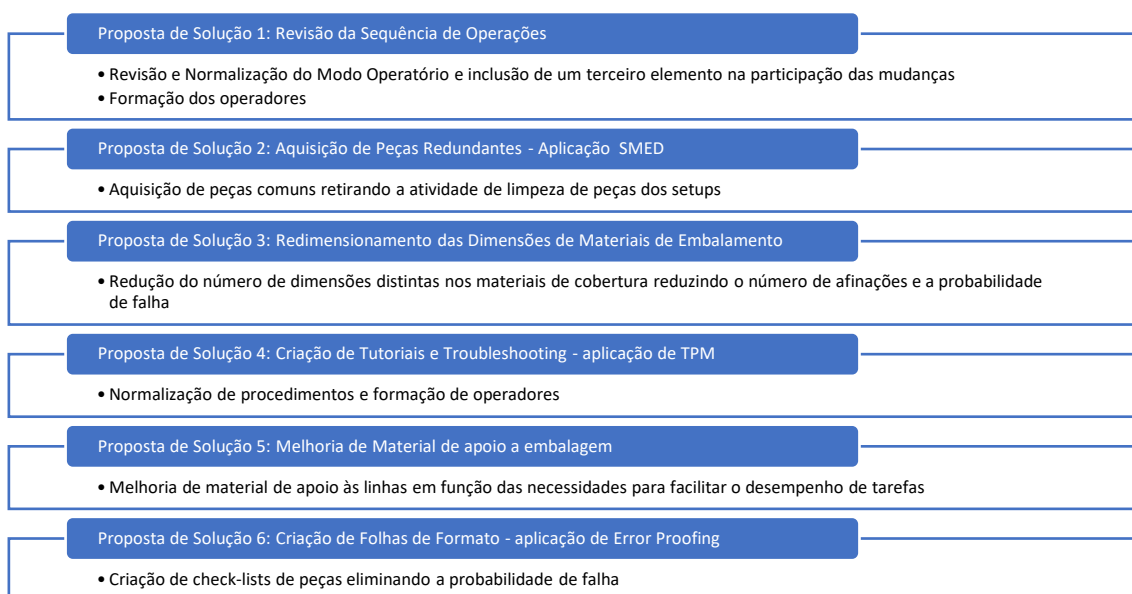 Proposta de Solução 1: Revisão da Sequência de Operações
• Revisão e Normalização do Modo Operatório e inclusão de um terceiro elemento na participação das mudanças
• Formação dos operadores
Proposta de Solução 2: Aquisição de Peças Redundantes - Aplicação SMED
• Aquisição de peças comuns retirando a atividade de limpeza de peças dos setups
Proposta de Solução 3: Redimensionamento das Dimensões de Materiais de Embalamento
• Redução do número de dimensões distintas nos materiais de cobertura reduzindo o número de afinações e a probabilidade
de falha
Proposta de Solução 4: Criação de Tutoriais e Troubleshooting - aplicação de TPM
• Normalização de procedimentos e formação de operadores
Proposta de Solução 5: Melhoria de Material de apoio a embalagem
• Melhoria de material de apoio às linhas em função das necessidades para facilitar o desempenho de tarefas
Proposta de Solução 6: Criação de Folhas de Formato - aplicação de Error Proofing
• Criação de check-lists de peças eliminando a probabilidade de falha